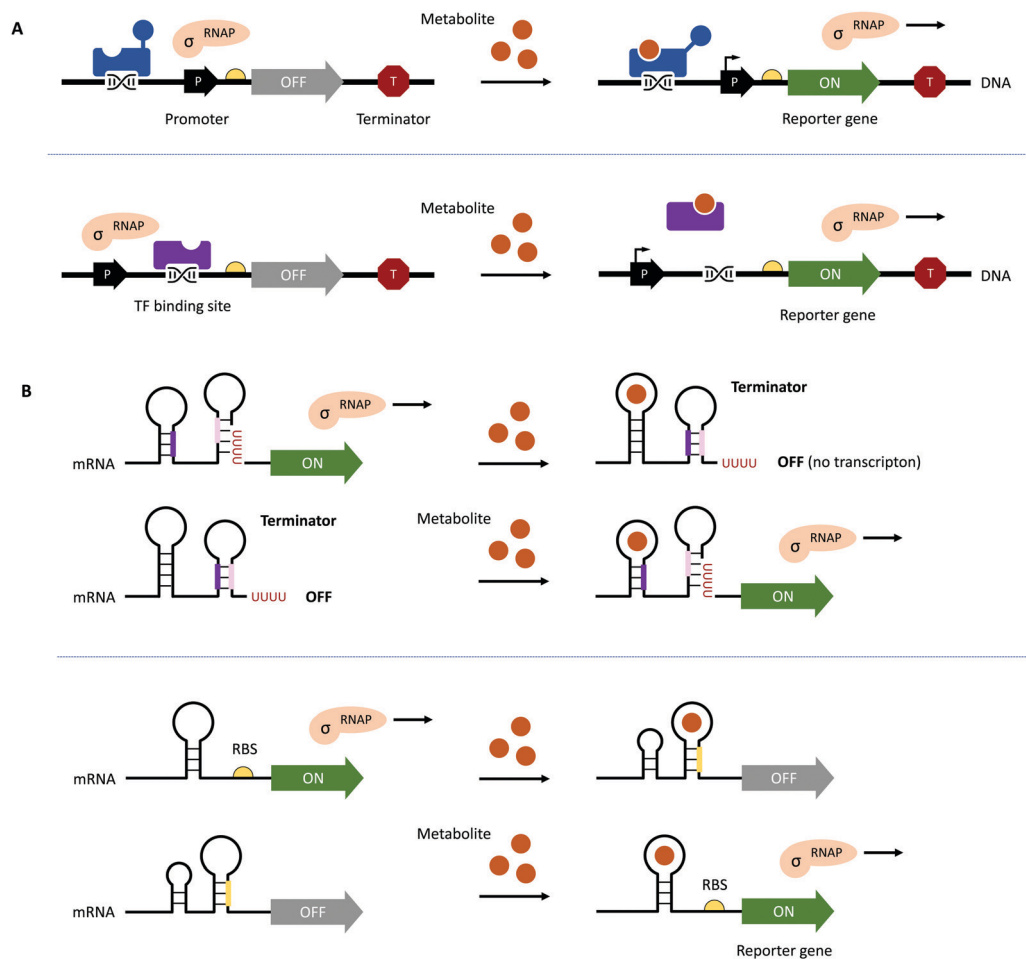 A
σ RNAP
Metabolite
σ RNAP
P
OFF
T
P
ON
T
DNA
Promoter
Terminator
Reporter gene
σ RNAP
Metabolite
σ RNAP
P
OFF
T
P
ON
T
DNA
TF binding site
Reporter gene
B
σ RNAP
Terminator
UUUU
mRNA
ON
UUUU
OFF (no transcripton)
Terminator
Metabolite
σ RNAP
UUUU
mRNA
UUUU
OFF
ON
σ RNAP
RBS
mRNA
ON
OFF
Metabolite
σ RNAP
RBS
mRNA
OFF
ON
Reporter gene